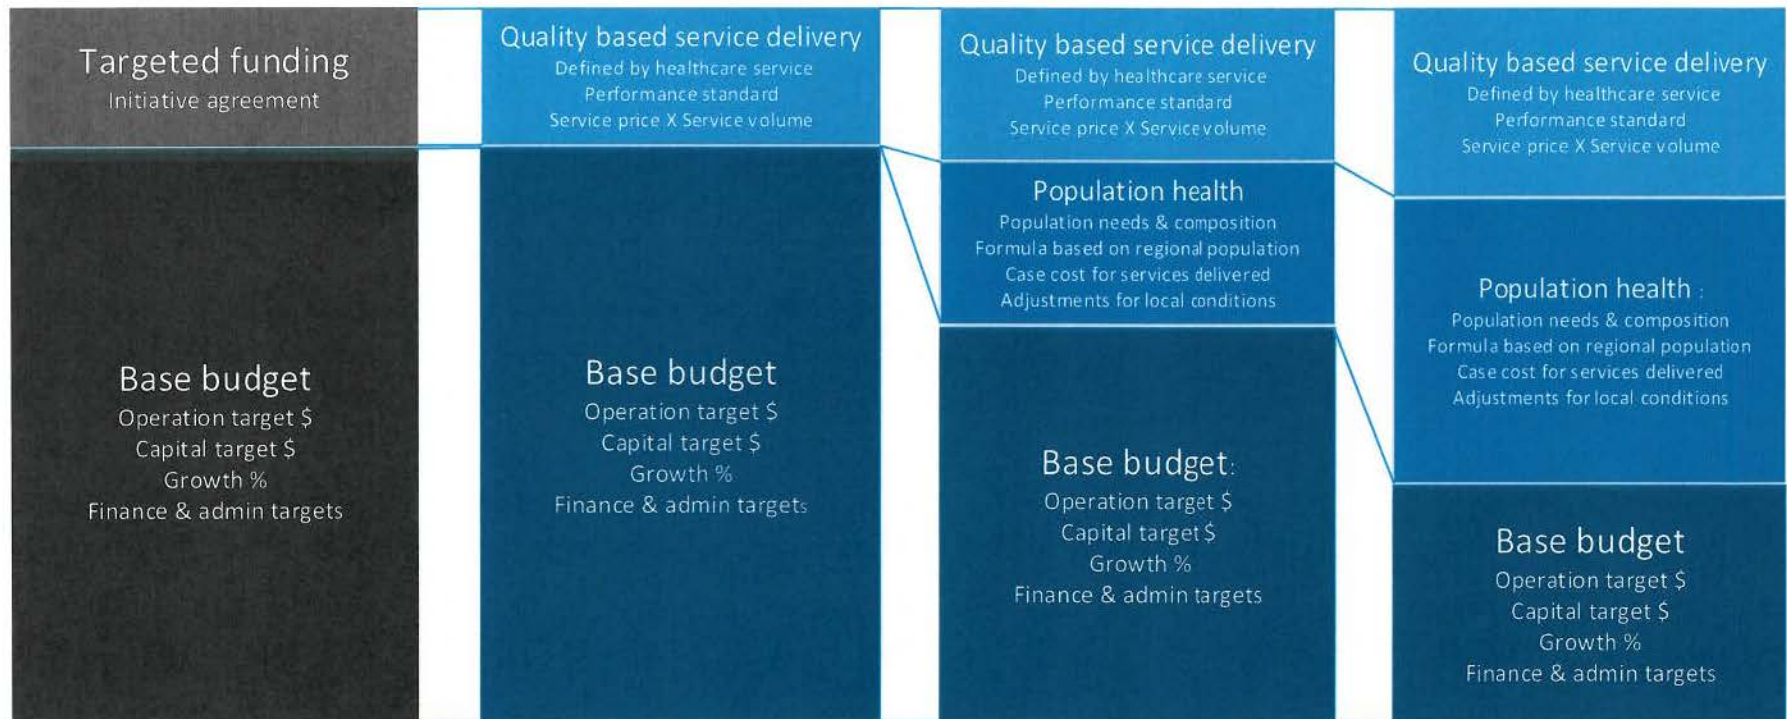 Targeted funding
Initiative agreement
Base budget
Operation target $
Capital target $
Growth %
Finance & admin targets
Quality based service delivery
Defined by healthcare service
Performance standard
Service price X Service volume
Base budget
Operation target $
Capital target $
Growth %
Finance & admin targets
Quality based service delivery
Defined by healthcare service
Performance standard
Service price X Service volume
Population health
Population needs & composition
Formula based on regional population
Case cost for services delivered
Adjustments for local conditions
Base budget:
Operation target $
Capital target $
Growth %
Finance & admin targets
Quality based service delivery
Defined by healthcare service
Performance standard
Service price X Service volume
Population health :
Population needs & composition
Formula based on regional population
Case cost for services delivered
Adjustments for local conditions
Base budget
Operation target $
Capital target $
Growth %
Finance & admin targets